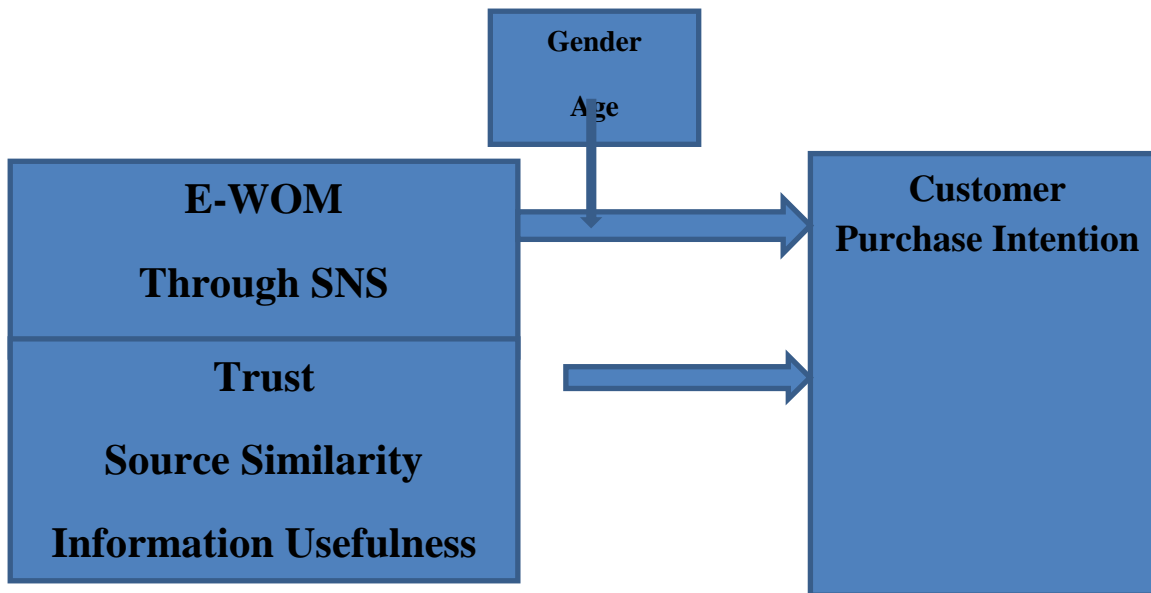 Gender
Age
E-WOM
Through SNS
Trust
Source Similarity
Information Usefulness
Customer
Purchase Intention